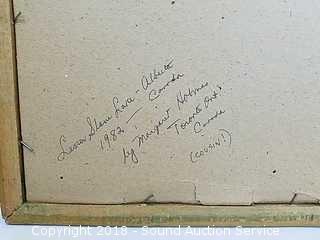 Lesser Slave Lake - Alberta
1982 - Canada
by Margaret Holmes
Toronto, Ont.
Canada
(COUSIN!)
Copyright 2018 - Sound Auction Service